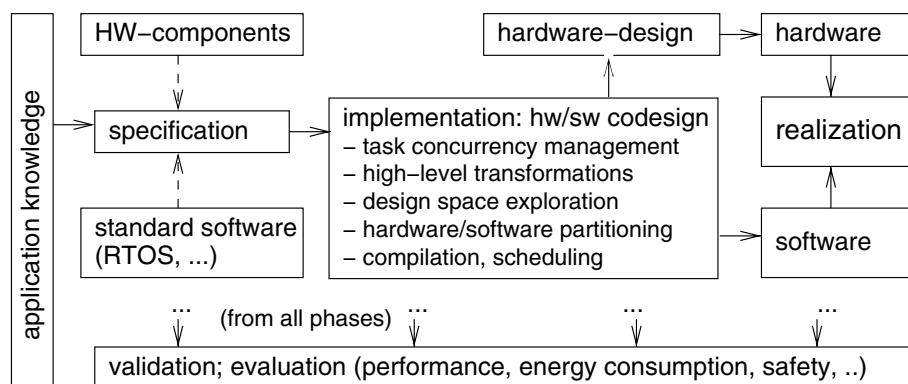 application knowledge
HW–components
specification
standard software
(RTOS, ...)
implementation: hw/sw codesign
– task concurrency management
– high–level transformations
– design space exploration
– hardware/software partitioning
– compilation, scheduling
hardware–design
hardware
realization
software
... (from all phases) ... ... ...
validation; evaluation (performance, energy consumption, safety, ..)